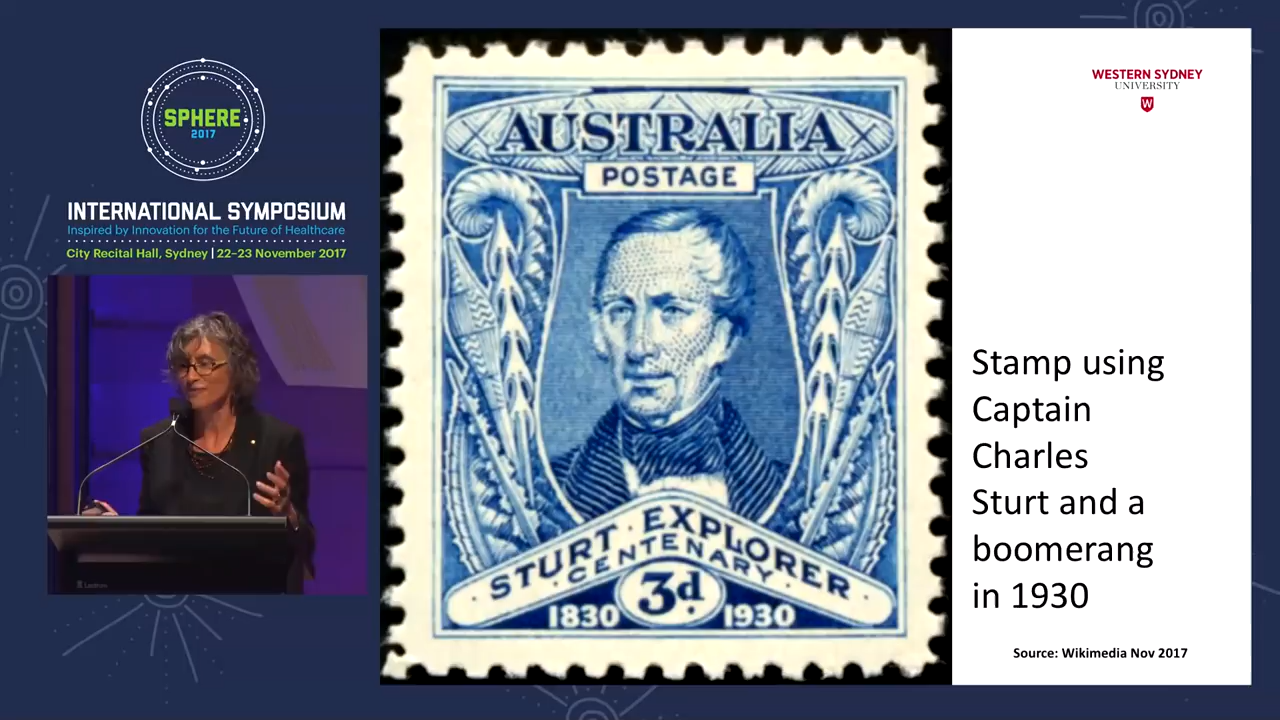 SPHERE
2017
INTERNATIONAL SYMPOSIUM
Inspired by Innovation for the Future of Healthcare
City Recital Hall, Sydney | 22–23 November 2017
AUSTRALIA
POSTAGE
STURT · EXPLORER
· CENTENARY ·
3d.
1830 1930
WESTERN SYDNEY
UNIVERSITY
W
Stamp using
Captain
Charles
Sturt and a
boomerang
in 1930
Source: Wikimedia Nov 2017